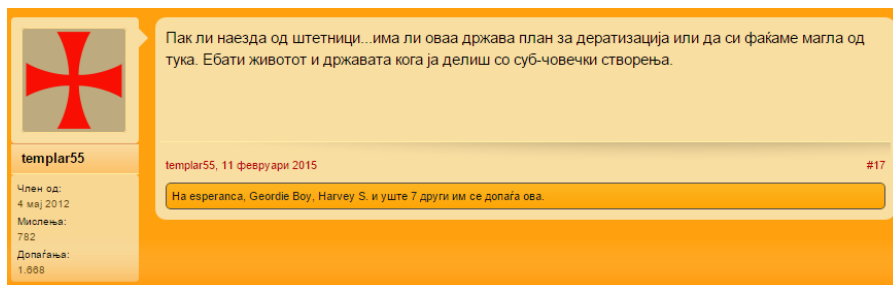 Пак ли наезда од штетници...има ли оваа држава план за дератизација или да си фаќаме магла од
тука. Ебати животот и државата кога ја делиш со суб-човечки створења.
templar55
templar55, 11 февруари 2015
#17
Член од:
4 мај 2012
Мислења:
782
Допаѓања:
1.668
На esperanca, Geordie Boy, Harvey S. и уште 7 други им се допаѓа ова.